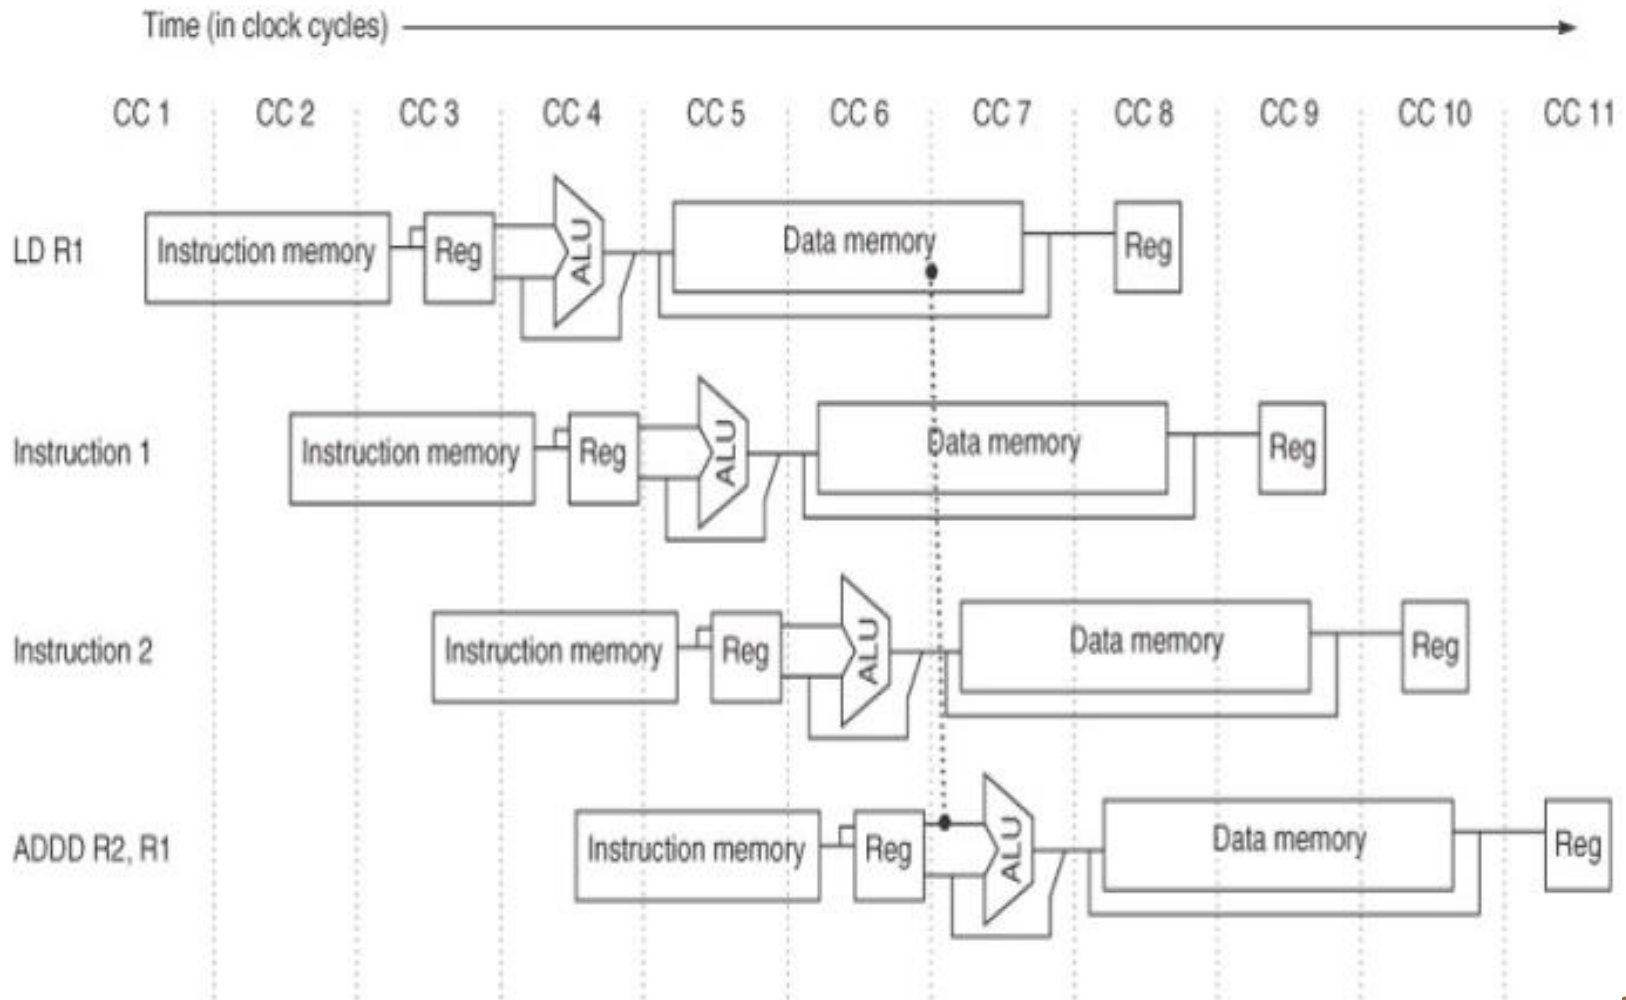 Time (in clock cycles)
CC 1 CC 2 CC 3 CC 4 CC 5 CC 6 CC 7 CC 8 CC 9 CC 10 CC 11
LD R1 Instruction memory Reg ALU Data memory Reg
Instruction 1 Instruction memory Reg ALU Data memory Reg
Instruction 2 Instruction memory Reg ALU Data memory Reg
ADDD R2, R1 Instruction memory Reg ALU Data memory Reg